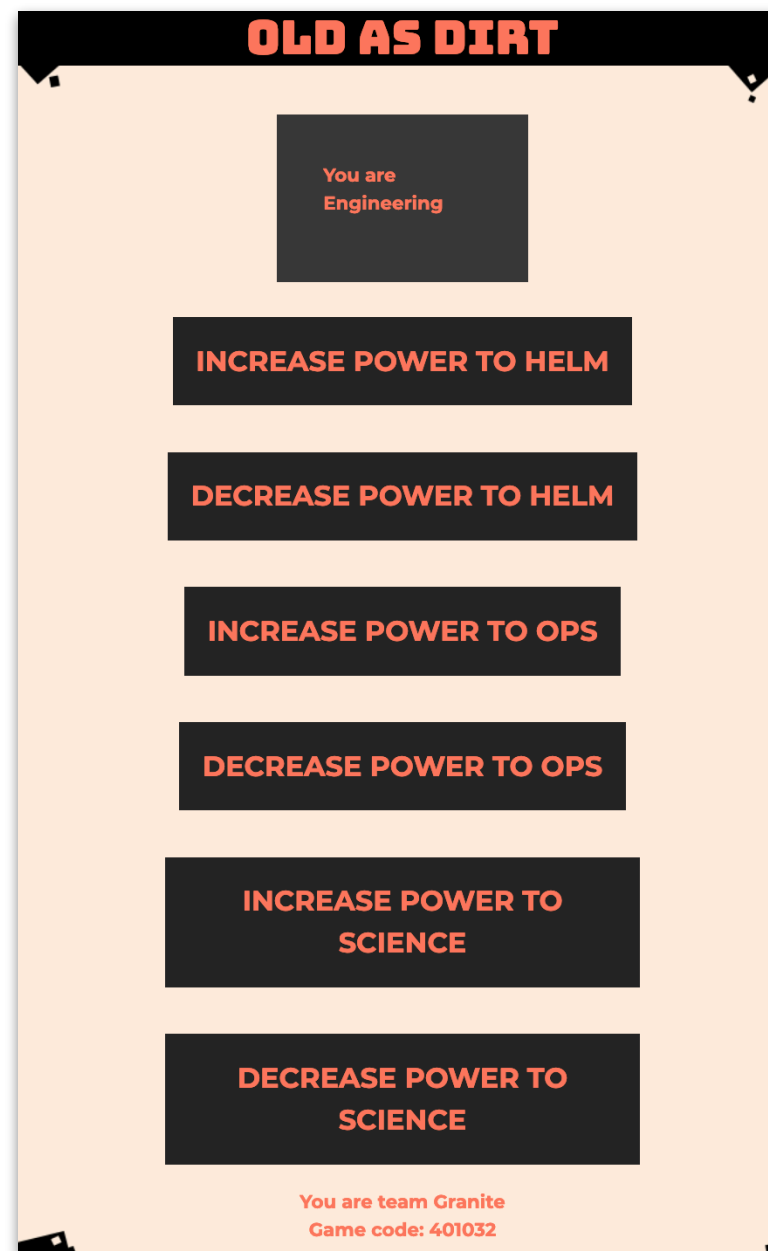 OLD AS DIRT
You are
Engineering
INCREASE POWER TO HELM
DECREASE POWER TO HELM
INCREASE POWER TO OPS
DECREASE POWER TO OPS
INCREASE POWER TO
SCIENCE
DECREASE POWER TO
SCIENCE
You are team Granite
Game code: 401032